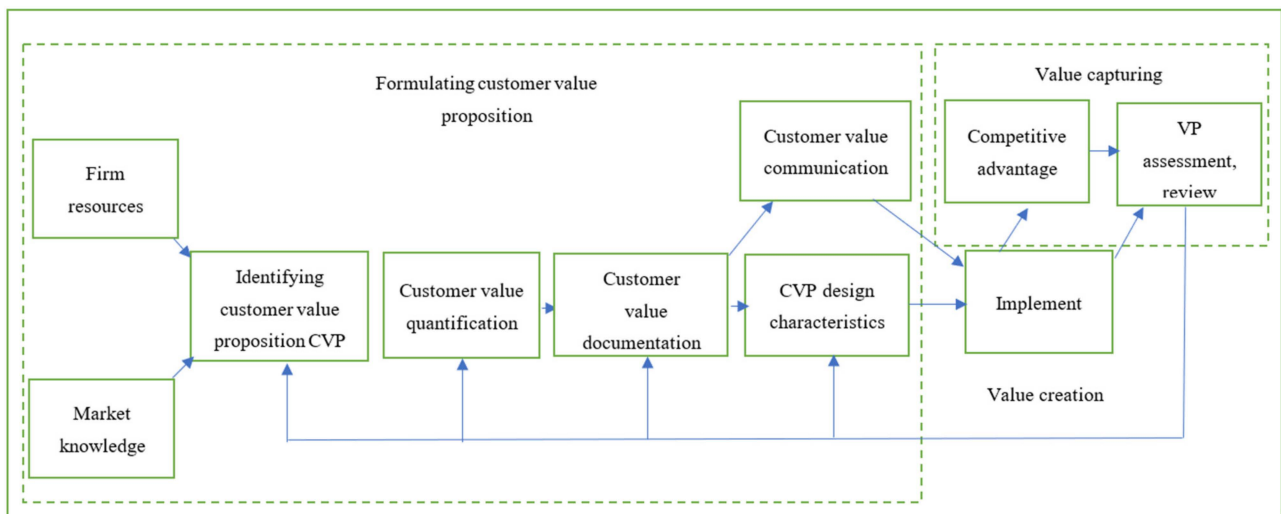 Formulating customer value
proposition
Value capturing
Firm
resources
Market
knowledge
Identifying
customer value
proposition CVP
Customer value
quantification
Customer
value
documentation
Customer value
communication
CVP design
characteristics
Implement
Competitive
advantage
VP
assessment,
review
Value creation